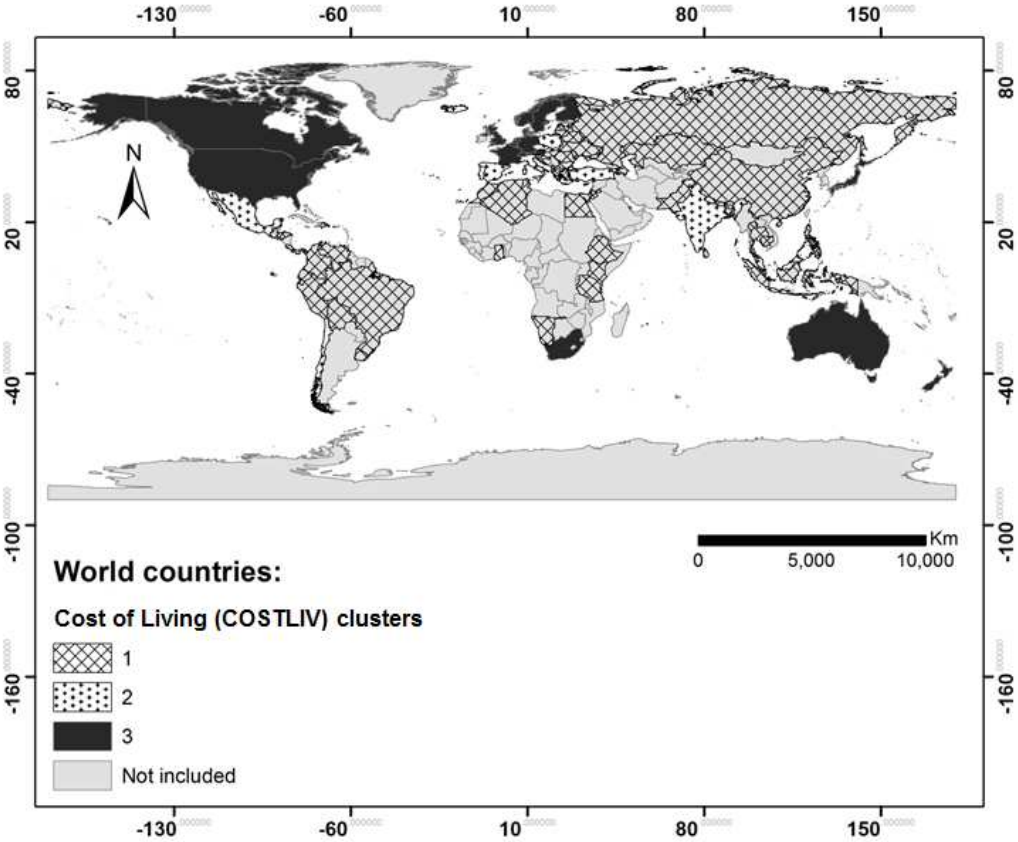 -130 -60 10 80 150
80 80
N
20 20
-40 -40
-100 -100
Km
0 5,000 10,000
World countries:
Cost of Living (COSTLIV) clusters
1
2
3
Not included
-160 -160
-130 -60 10 80 150